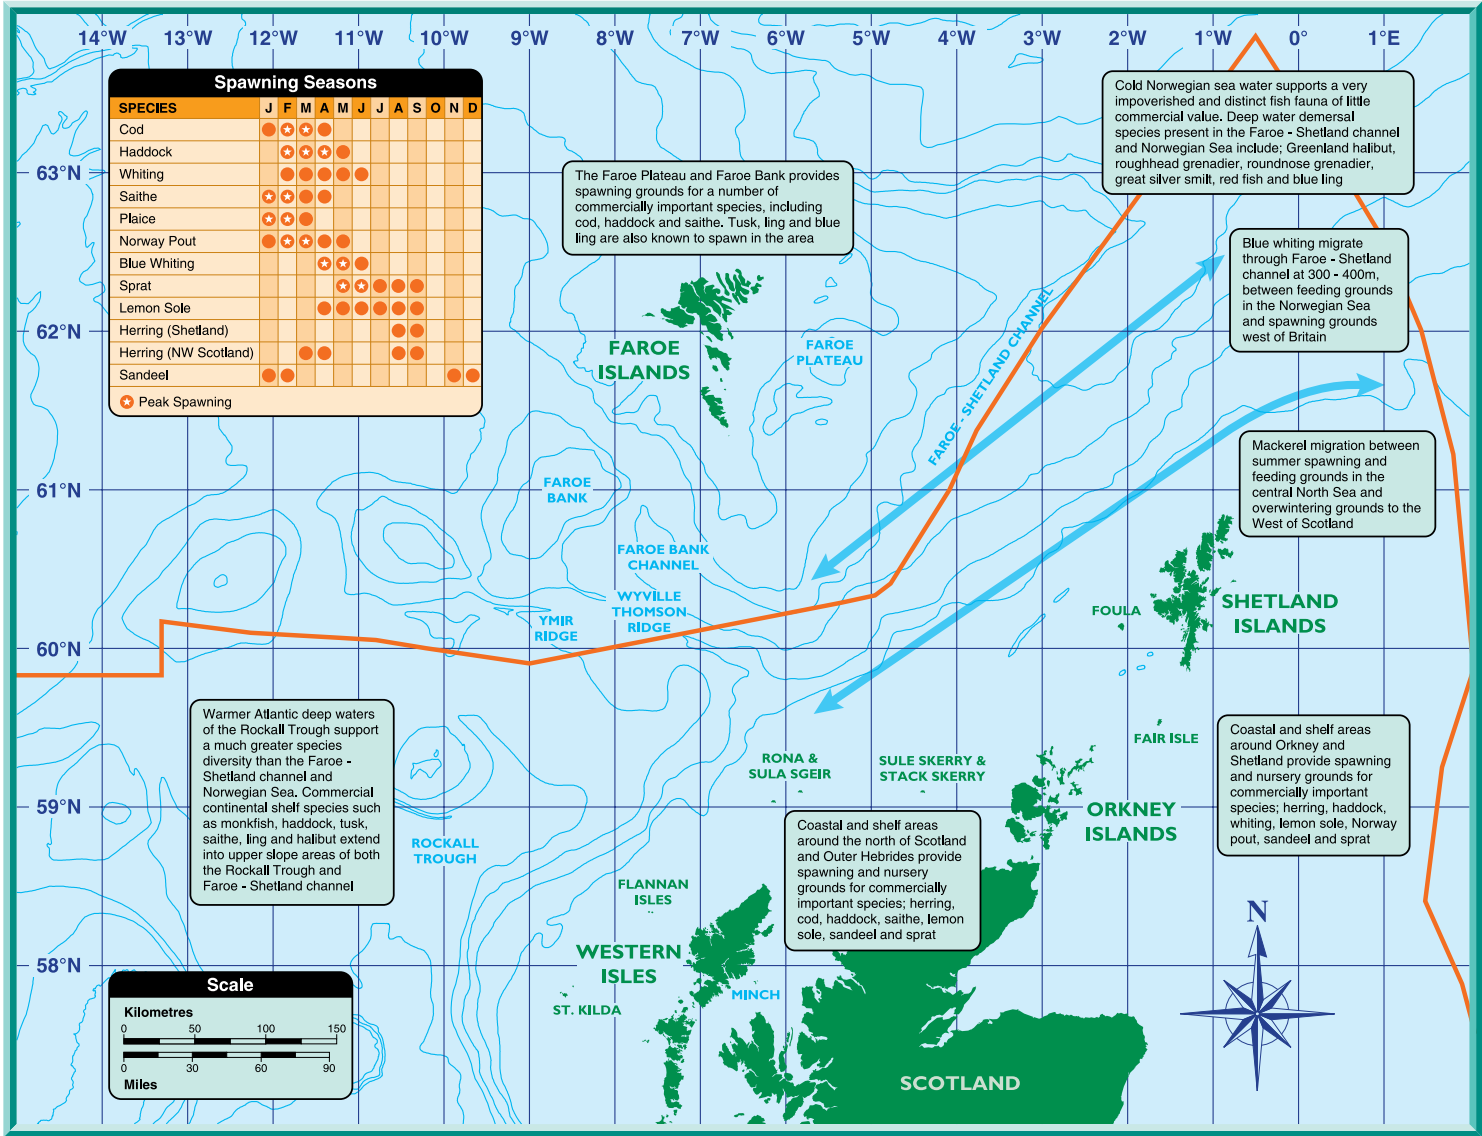 14°W 13°W 12°W 11°W 10°W 9°W 8°W 7°W 6°W 5°W 4°W 3°W 2°W 1°W 0° 1°E
63°N
62°N
61°N
60°N
59°N
58°N
Spawning Seasons
SPECIES J F M A M J J A S O N D
Cod
Haddock
Whiting
Saithe
Plaice
Norway Pout
Blue Whiting
Sprat
Lemon Sole
Herring (Shetland)
Herring (NW Scotland)
Sandeel
Peak Spawning
The Faroe Plateau and Faroe Bank provides
spawning grounds for a number of
commercially important species, including
cod, haddock and saithe. Tusk, ling and blue
ling are also known to spawn in the area
Cold Norwegian sea water supports a very
impoverished and distinct fish fauna of little
commercial value. Deep water demersal
species present in the Faroe - Shetland channel
and Norwegian Sea include; Greenland halibut,
roughhead grenadier, roundnose grenadier,
great silver smilt, red fish and blue ling
Blue whiting migrate
through Faroe - Shetland
channel at 300 - 400m,
between feeding grounds
in the Norwegian Sea
and spawning grounds
west of Britain
FAROE
ISLANDS
FAROE
PLATEAU
FAROE - SHETLAND CHANNEL
Mackerel migration between
summer spawning and
feeding grounds in the
central North Sea and
overwintering grounds to the
West of Scotland
FAROE
BANK
FAROE BANK
CHANNEL
WYVILLE
THOMSON
RIDGE
YMIR
RIDGE
FOULA
SHETLAND
ISLANDS
Warmer Atlantic deep waters
of the Rockall Trough support
a much greater species
diversity than the Faroe -
Shetland channel and
Norwegian Sea. Commercial
continental shelf species such
as monkfish, haddock, tusk,
saithe, ling and halibut extend
into upper slope areas of both
the Rockall Trough and
Faroe - Shetland channel
FAIR ISLE
RONA &
SULA SGEIR
SULE SKERRY &
STACK SKERRY
Coastal and shelf areas
around Orkney and
Shetland provide spawning
and nursery grounds for
commercially important
species; herring, haddock,
whiting, lemon sole, Norway
pout, sandeel and sprat
ORKNEY
ISLANDS
ROCKALL
TROUGH
Coastal and shelf areas
around the north of Scotland
and Outer Hebrides provide
spawning and nursery
grounds for commercially
important species; herring,
cod, haddock, saithe, lemon
sole, sandeel and sprat
FLANNAN
ISLES
WESTERN
ISLES
MINCH
ST. KILDA
N
SCOTLAND
Scale
Kilometres
0 50 100 150
0 30 60 90
Miles